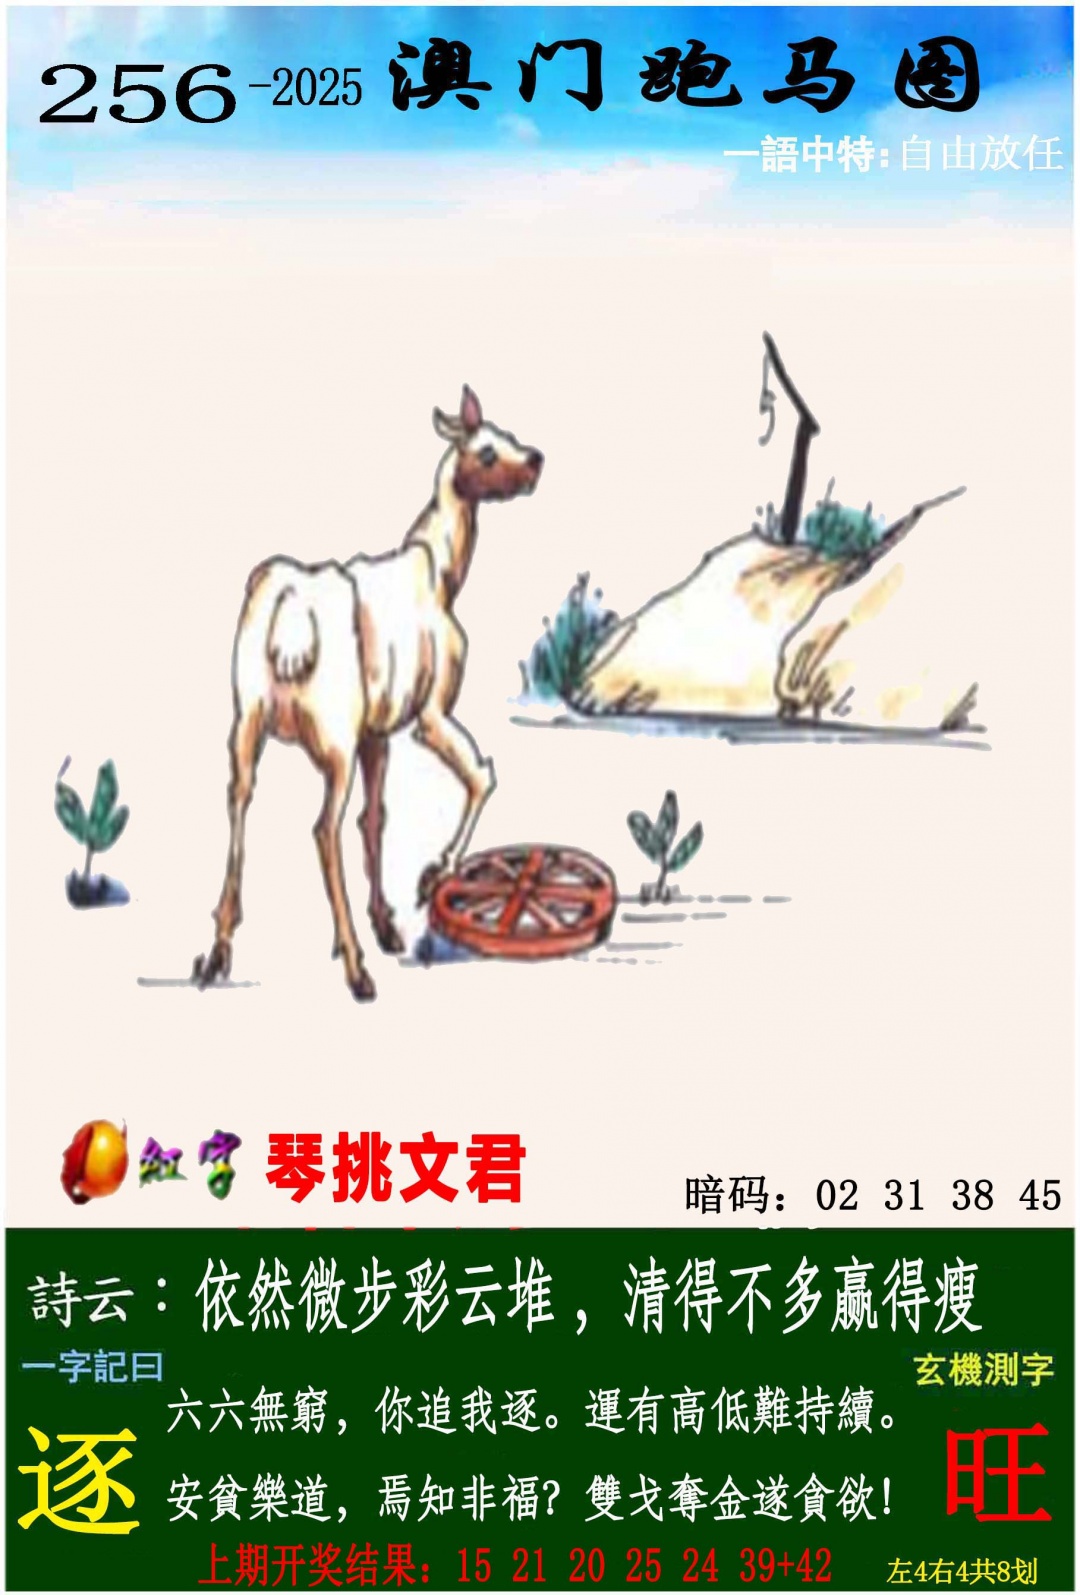 256-2025 澳门跑马图
一語中特:自由放任
红字 琴挑文君
暗码：02 31 38 45
詩云：依然微步彩云堆，清得不多赢得瘦
一字記曰
玄機測字
六六無窮，你追我逐。運有高低難持續。
逐
旺
安貧樂道，焉知非福？雙戈奪金遂貪欲！
上期开奖结果：15 21 20 25 24 39+42
左4右4共8划